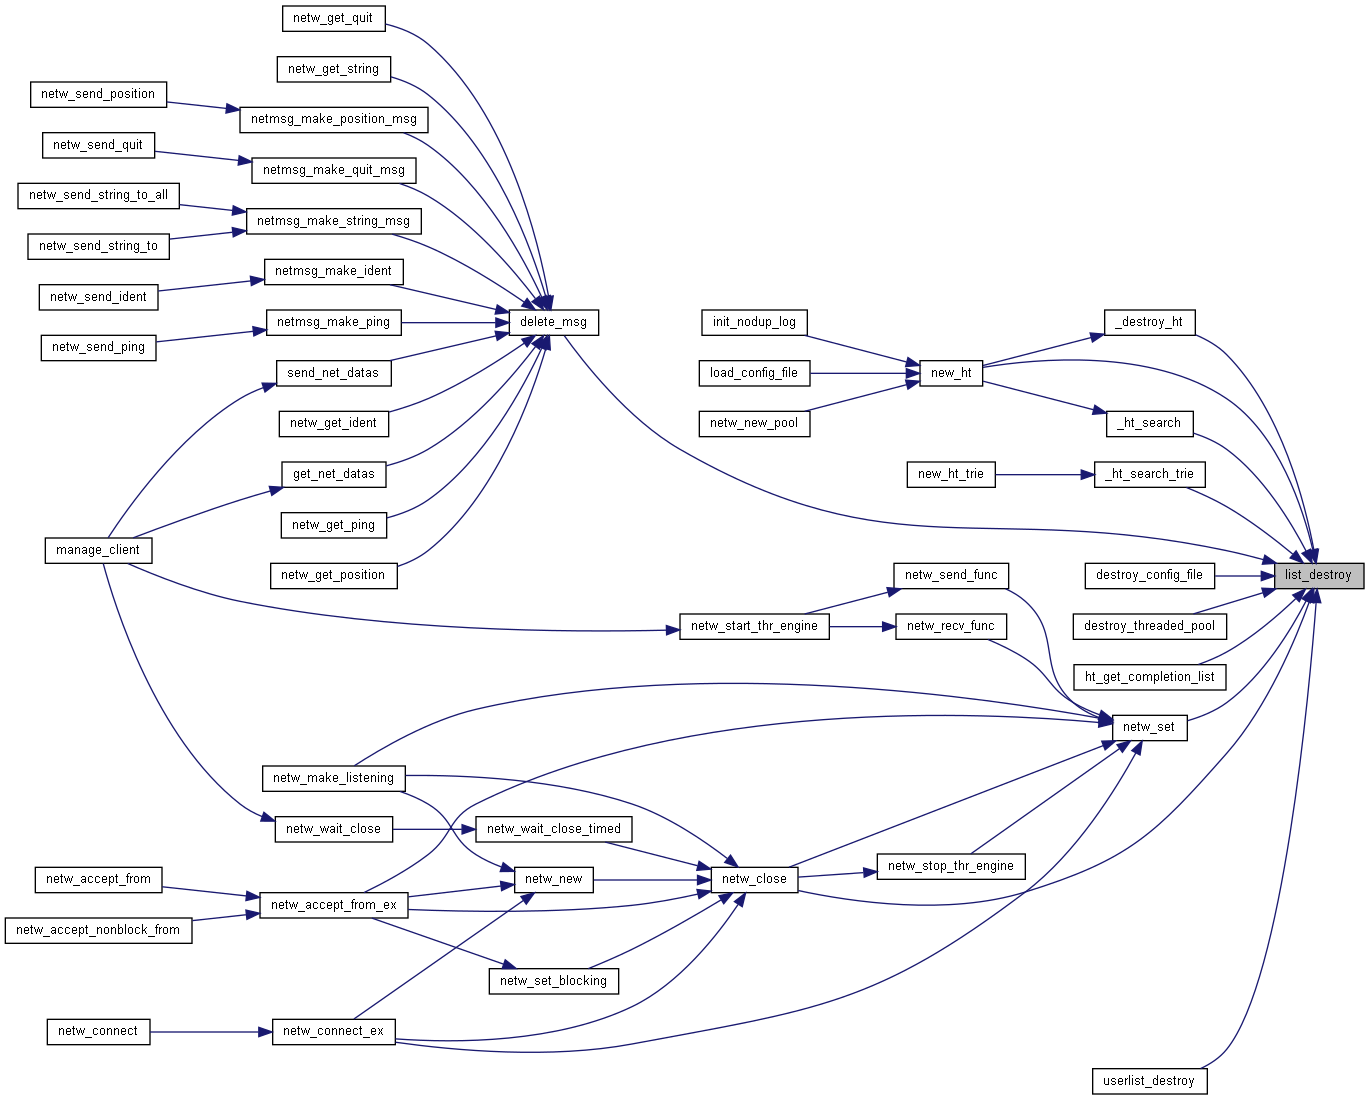 netw_get_quit
netw_get_string
netw_send_position
netmsg_make_position_msg
netw_send_quit
netmsg_make_quit_msg
netw_send_string_to_all
netmsg_make_string_msg
netw_send_string_to
netmsg_make_ident
netw_send_ident
netmsg_make_ping
delete_msg
init_nodup_log
_destroy_ht
netw_send_ping
send_net_datas
load_config_file
new_ht
netw_get_ident
netw_new_pool
_ht_search
get_net_datas
new_ht_trie
_ht_search_trie
netw_get_ping
manage_client
netw_get_position
netw_send_func
destroy_config_file
list_destroy
netw_start_thr_engine
netw_recv_func
destroy_threaded_pool
ht_get_completion_list
netw_set
netw_make_listening
netw_wait_close
netw_wait_close_timed
netw_stop_thr_engine
netw_accept_from
netw_new
netw_close
netw_accept_from_ex
netw_accept_nonblock_from
netw_set_blocking
netw_connect
netw_connect_ex
userlist_destroy